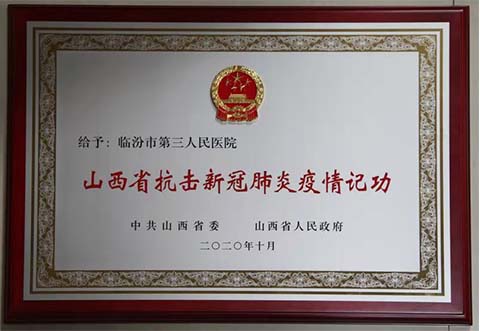 给予：临汾市第三人民医院
山西省抗击新冠肺炎疫情记功
中共山西省委 山西省人民政府
二〇二〇年十月